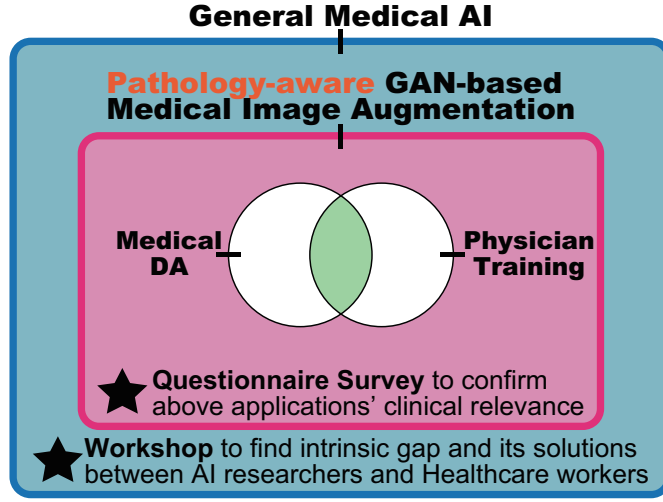 General Medical AI
Pathology-aware GAN-based
Medical Image Augmentation
Medical
DA
Physician
Training
Questionnaire Survey to confirm
above applications’ clinical relevance
Workshop to find intrinsic gap and its solutions
between AI researchers and Healthcare workers